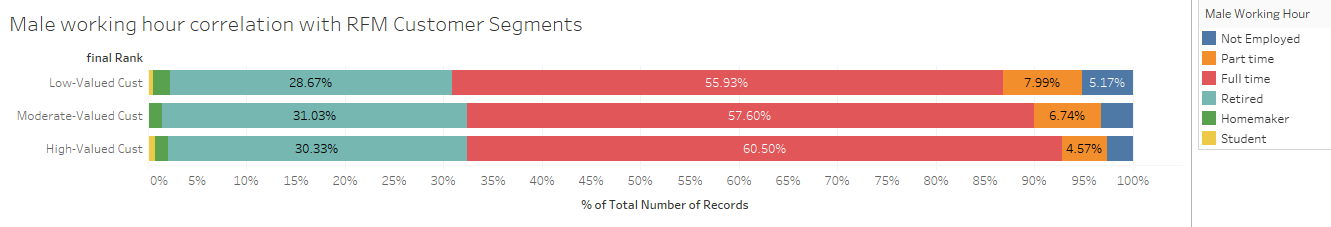 Male working hour correlation with RFM Customer Segments
final Rank
Low-Valued Cust 28.67% 55.93% 7.99% 5.17%
Moderate-Valued Cust 31.03% 57.60% 6.74%
High-Valued Cust 30.33% 60.50% 4.57%
0% 5% 10% 15% 20% 25% 30% 35% 40% 45% 50% 55% 60% 65% 70% 75% 80% 85% 90% 95% 100%
% of Total Number of Records
Male Working Hour
Not Employed
Part time
Full time
Retired
Homemaker
Student